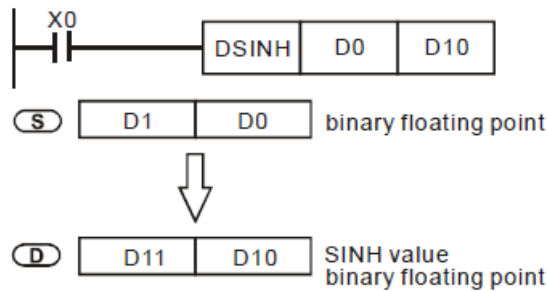 X0
DSINH D0 D10
S D1 D0 binary floating point
D D11 D10 SINH value
binary floating point